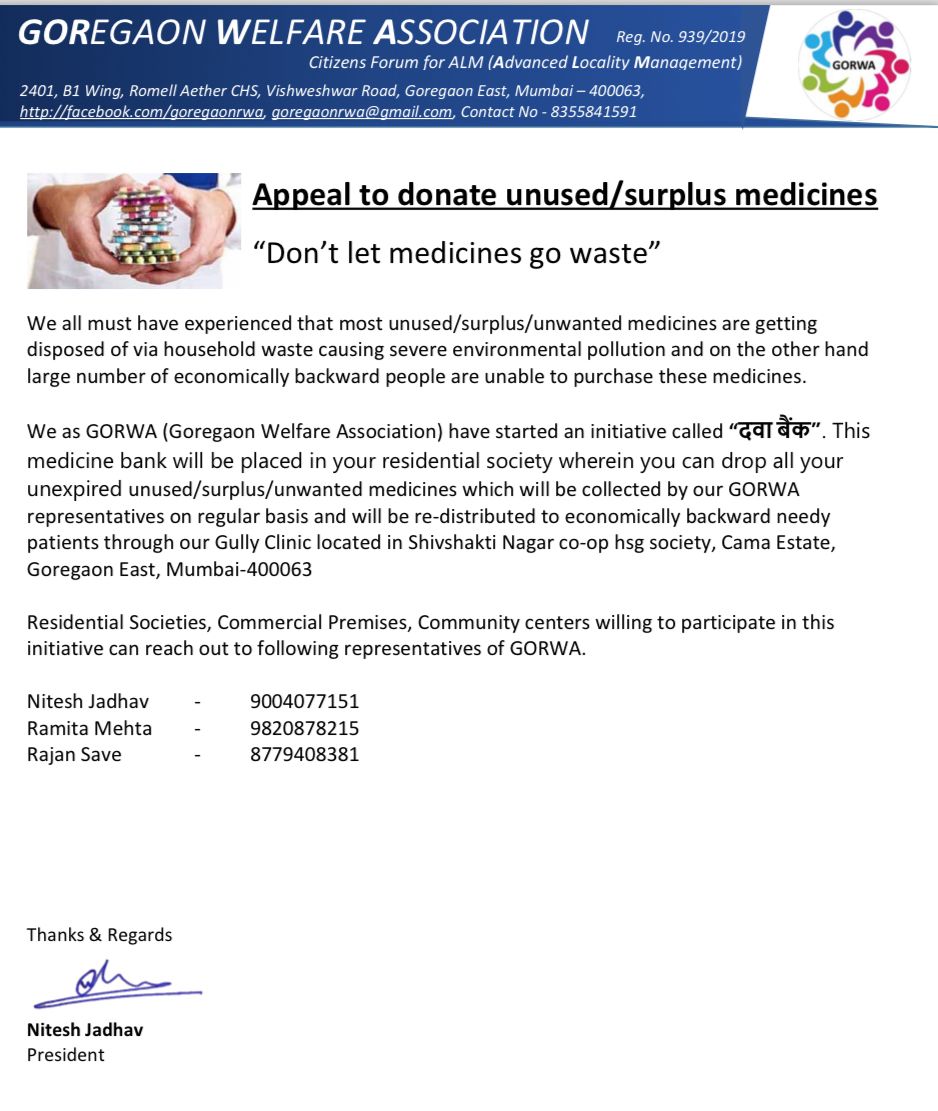 GOREGAON WELFARE ASSOCIATION Reg. No. 939/2019
Citizens Forum for ALM (Advanced Locality Management)
2401, B1 Wing, Romell Aether CHS, Vishweshwar Road, Goregaon East, Mumbai – 400063,
http://facebook.com/goregaonrwa, goregaonrwa@gmail.com, Contact No - 8355841591
GORWA
Appeal to donate unused/surplus medicines
“Don’t let medicines go waste”
We all must have experienced that most unused/surplus/unwanted medicines are getting
disposed of via household waste causing severe environmental pollution and on the other hand
large number of economically backward people are unable to purchase these medicines.
We as GORWA (Goregaon Welfare Association) have started an initiative called “दवा बैंक”. This
medicine bank will be placed in your residential society wherein you can drop all your
unexpired unused/surplus/unwanted medicines which will be collected by our GORWA
representatives on regular basis and will be re-distributed to economically backward needy
patients through our Gully Clinic located in Shivshakti Nagar co-op hsg society, Cama Estate,
Goregaon East, Mumbai-400063
Residential Societies, Commercial Premises, Community centers willing to participate in this
initiative can reach out to following representatives of GORWA.
Nitesh Jadhav - 9004077151
Ramita Mehta - 9820878215
Rajan Save - 8779408381
Thanks & Regards
Nitesh Jadhav
President